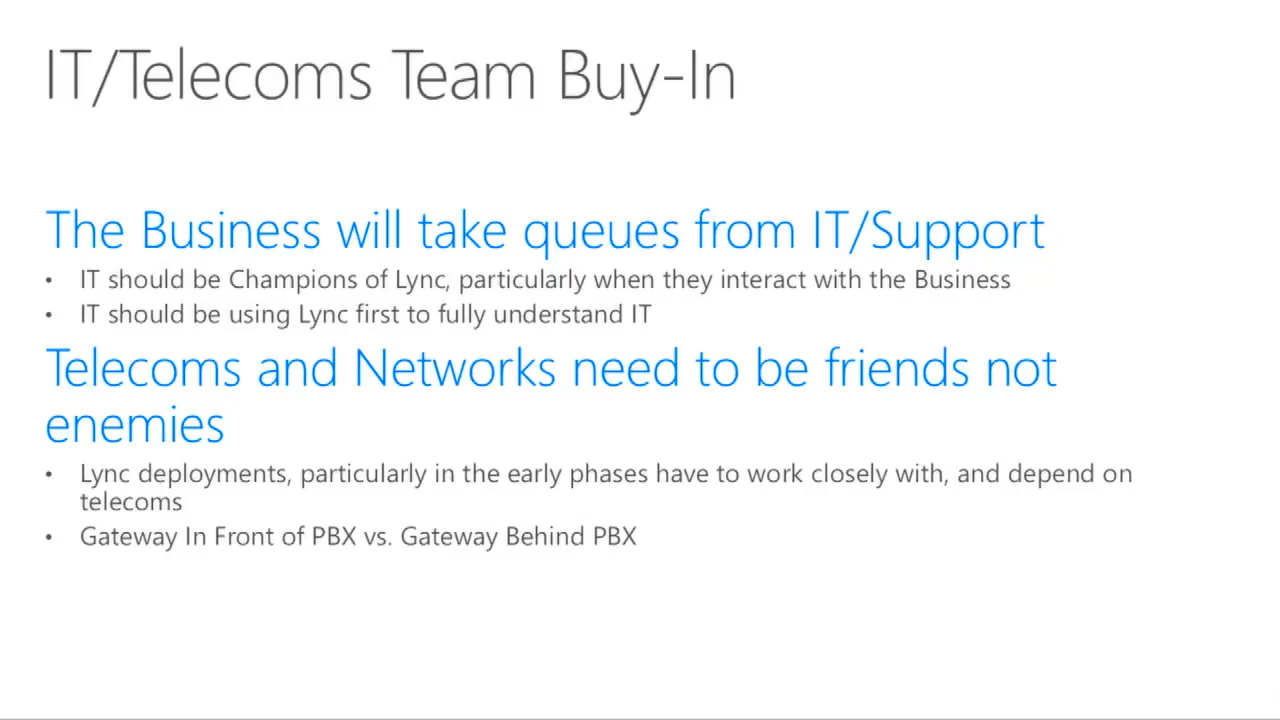 IT/Telecoms Team Buy-In
The Business will take queues from IT/Support
• IT should be Champions of Lync, particularly when they interact with the Business
• IT should be using Lync first to fully understand IT
Telecoms and Networks need to be friends not
enemies
• Lync deployments, particularly in the early phases have to work closely with, and depend on
telecoms
• Gateway In Front of PBX vs. Gateway Behind PBX